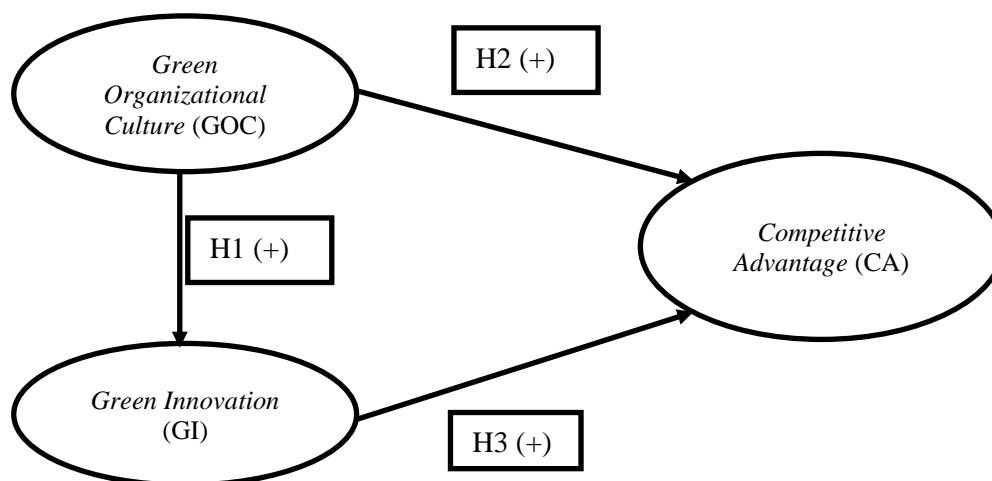 Green
Organizational
Culture (GOC)
H2 (+)
H1 (+)
Competitive
Advantage (CA)
Green Innovation
(GI)
H3 (+)